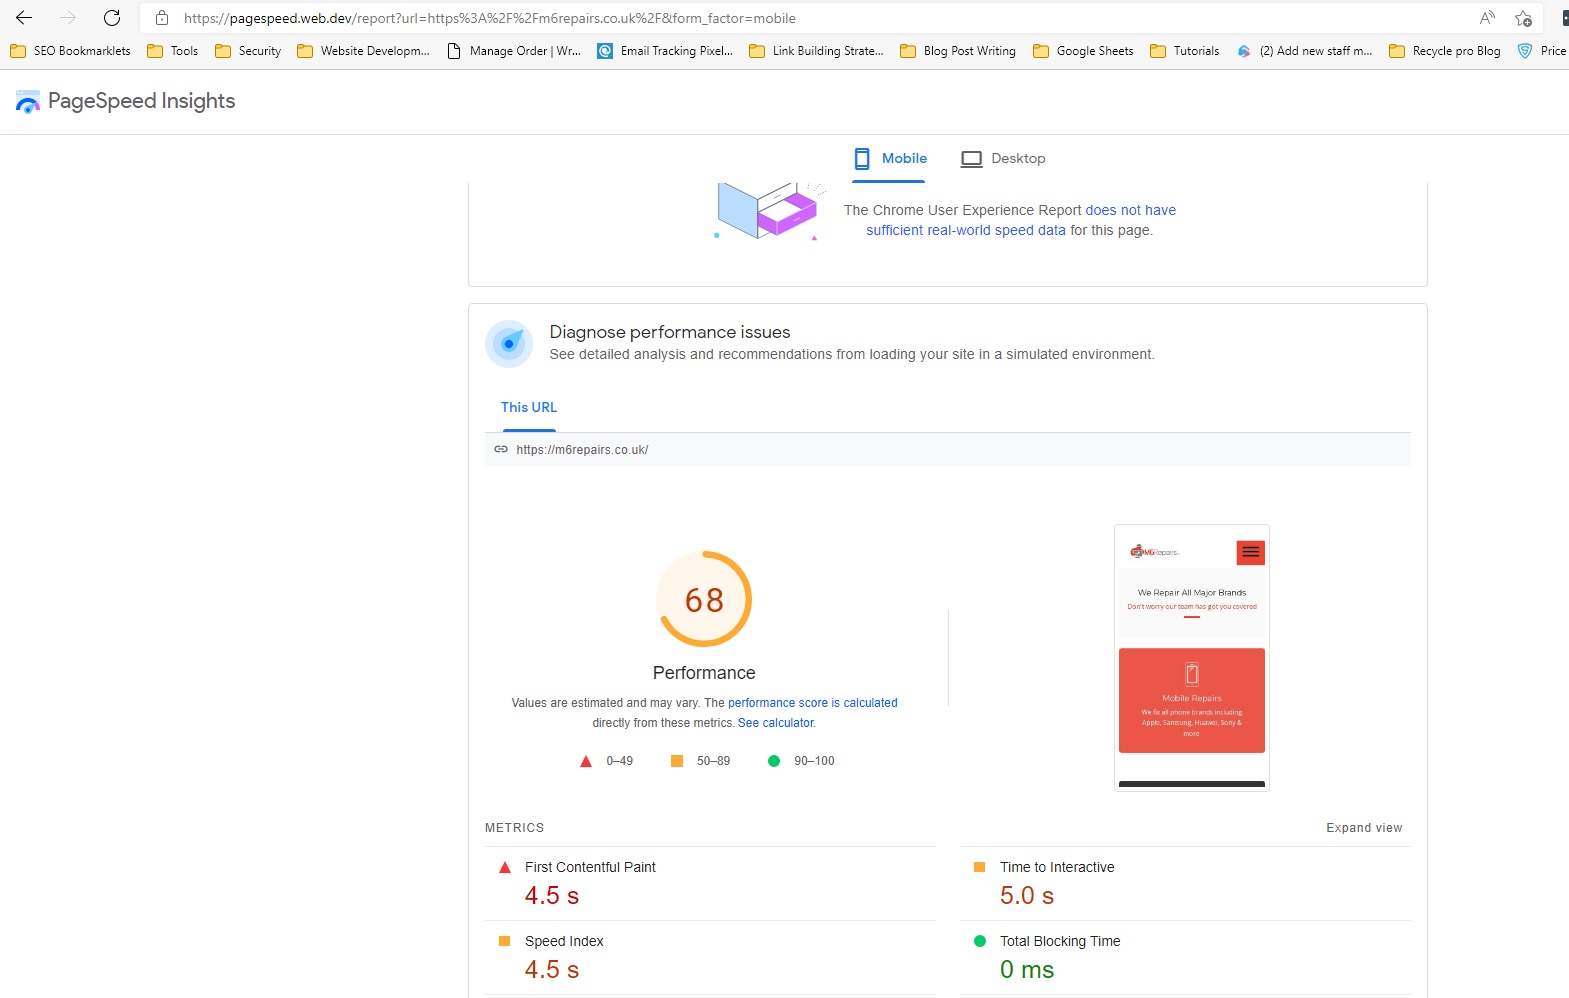 https://pagespeed.web.dev/report?url=https%3A%2F%2Fm6repairs.co.uk%2F&form_factor=mobile
SEO Bookmarklets Tools Security Website Developm... Manage Order | Wr... Email Tracking Pixel... Link Building Strate... Blog Post Writing Google Sheets Tutorials (2) Add new staff m... Recycle pro Blog Price
PageSpeed Insights
Mobile Desktop
The Chrome User Experience Report does not have
sufficient real-world speed data for this page.
Diagnose performance issues
See detailed analysis and recommendations from loading your site in a simulated environment.
This URL
https://m6repairs.co.uk/
68
Performance
Values are estimated and may vary. The performance score is calculated
directly from these metrics. See calculator.
0–49 50–89 90–100
M6Repairs
We Repair All Major Brands
Don't worry our team has got you covered
Mobile Repairs
We fix all phone brands including
Apple, Samsung, Huawei, Sony &
more
METRICS Expand view
First Contentful Paint
4.5 s
Time to Interactive
5.0 s
Speed Index
4.5 s
Total Blocking Time
0 ms